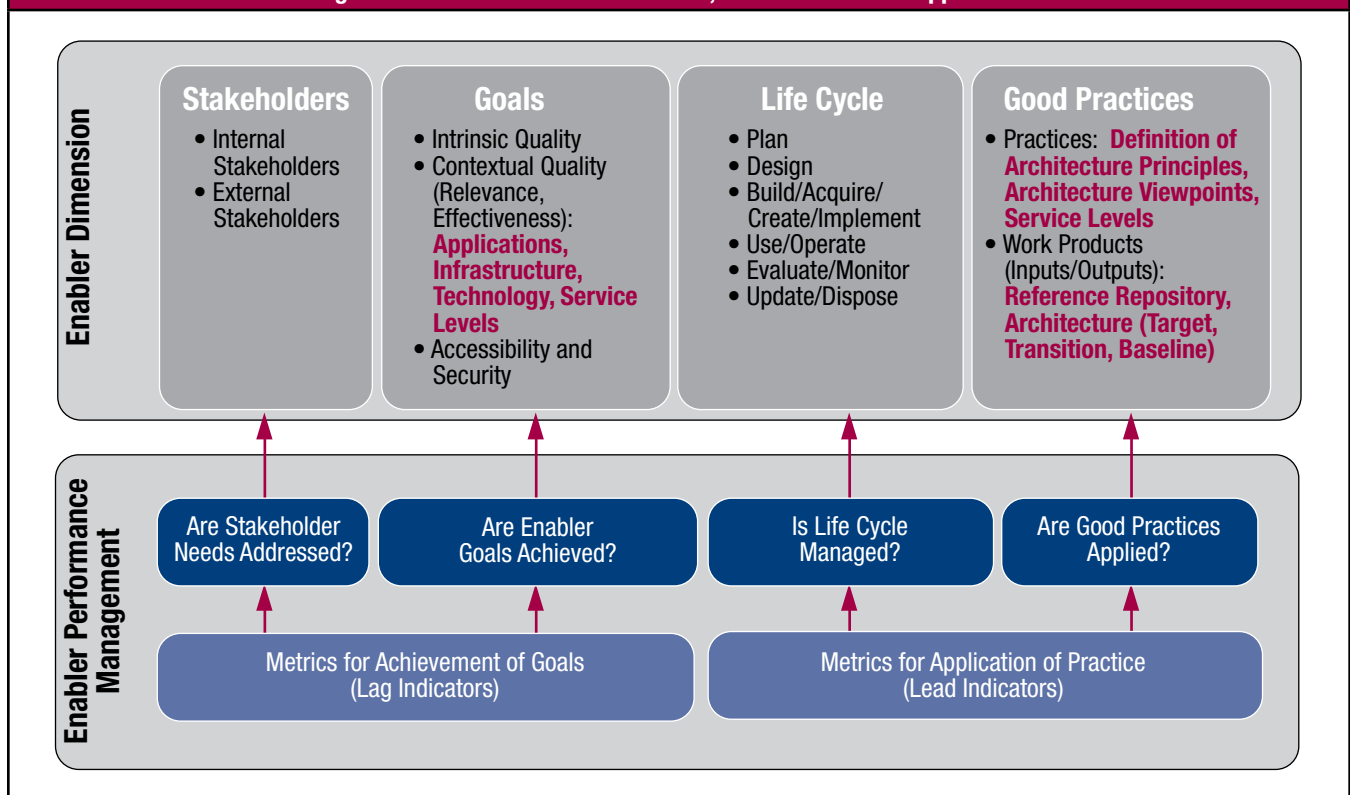 Enabler Dimension
Stakeholders
• Internal
Stakeholders
• External
Stakeholders
Goals
• Intrinsic Quality
• Contextual Quality
(Relevance,
Effectiveness):
Applications,
Infrastructure,
Technology, Service
Levels
• Accessibility and
Security
Life Cycle
• Plan
• Design
• Build/Acquire/
Create/Implement
• Use/Operate
• Evaluate/Monitor
• Update/Dispose
Good Practices
• Practices: Definition of
Architecture Principles,
Architecture Viewpoints,
Service Levels
• Work Products
(Inputs/Outputs):
Reference Repository,
Architecture (Target,
Transition, Baseline)
Enabler Performance
Management
Are Stakeholder
Needs Addressed?
Are Enabler
Goals Achieved?
Is Life Cycle
Managed?
Are Good Practices
Applied?
Metrics for Achievement of Goals
(Lag Indicators)
Metrics for Application of Practice
(Lead Indicators)